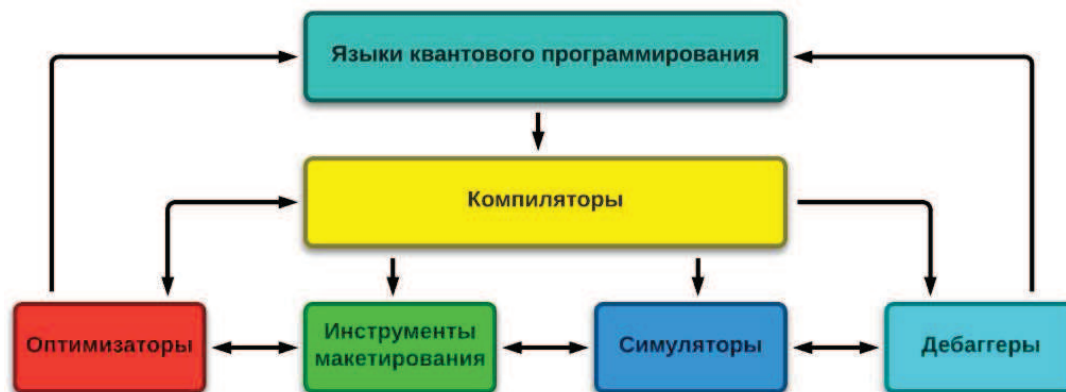 Языки квантового программирования
Компиляторы
Оптимизаторы
Инструменты
макетирования
Симуляторы
Дебаггеры